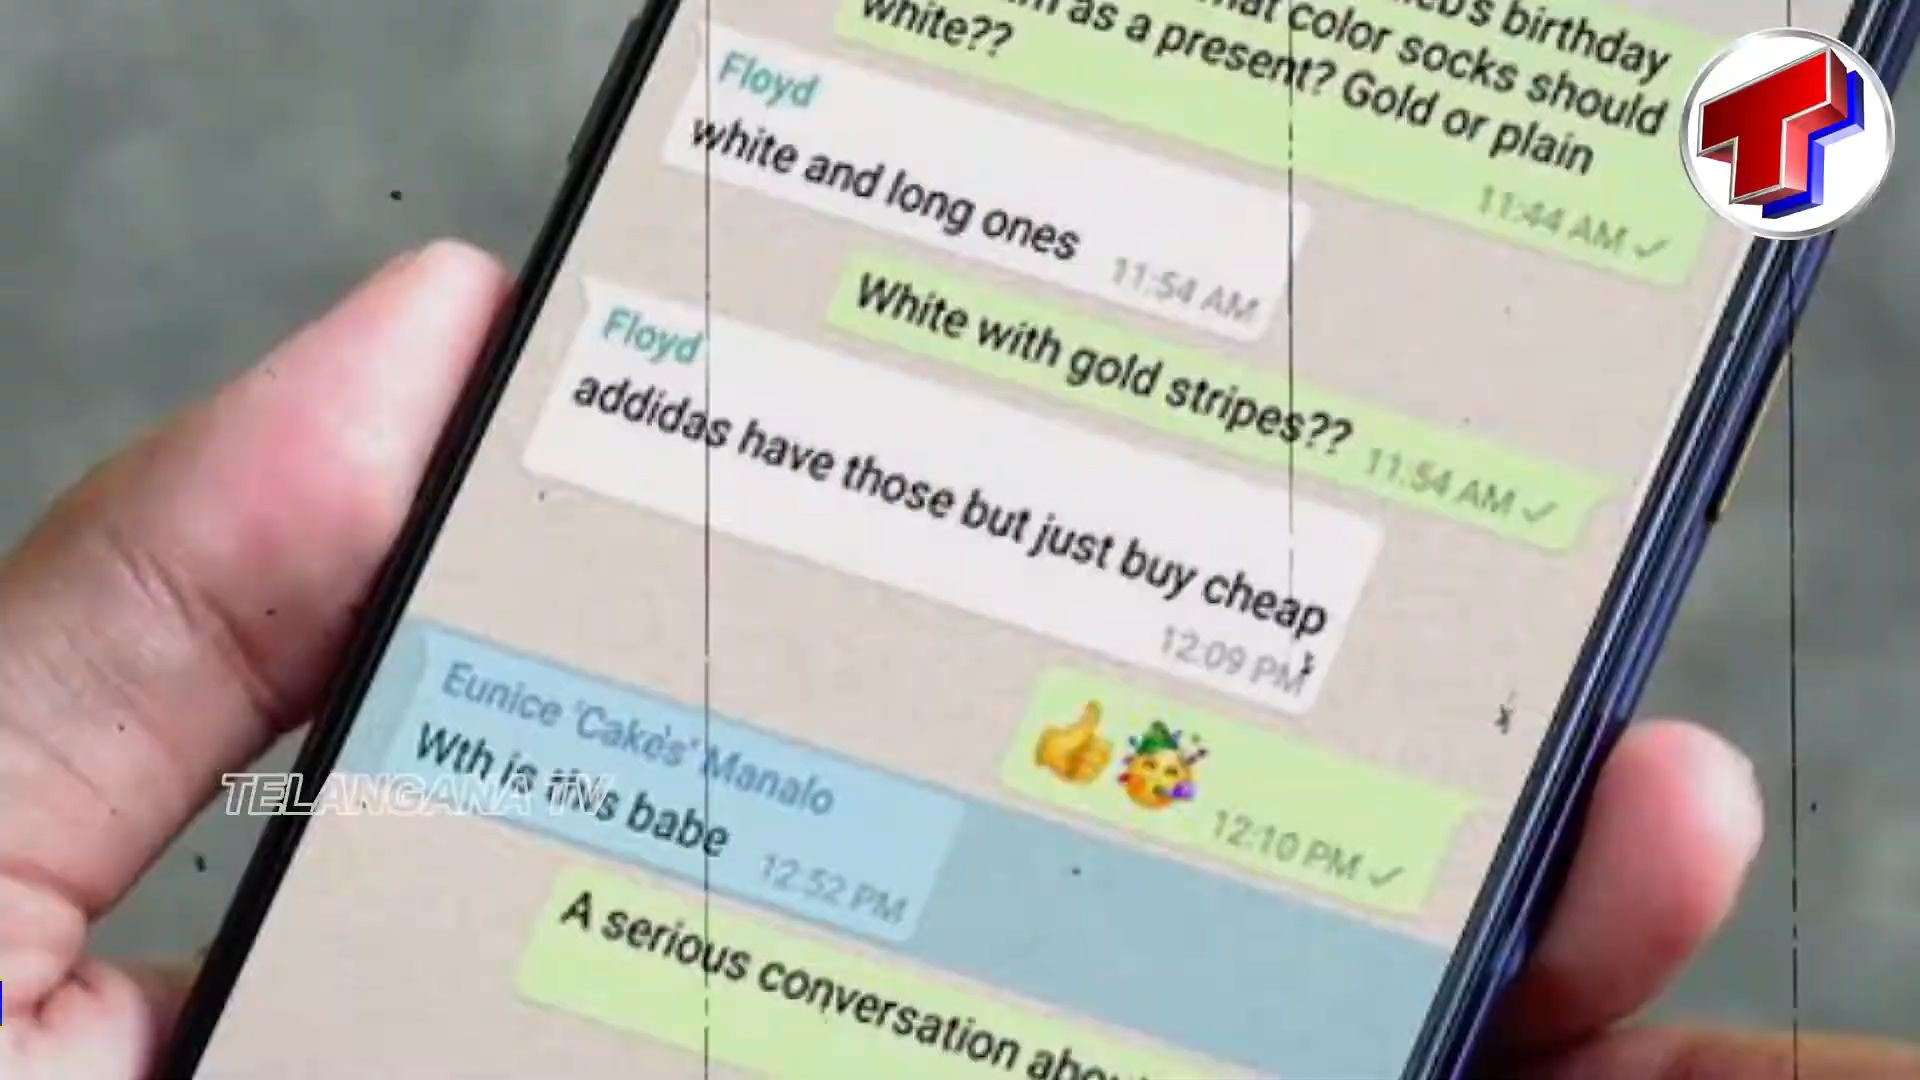 birthday
as a present? Gold or plain
color socks should
white??
11:44 AM
Floyd
white and long ones
11:54 AM
White with gold stripes??
11:54 AM
Floyd
addidas have those but just buy cheap
12:09 PM
12:10 PM
Eunice 'Cake's' Manalo
Wth is this babe
12:52 PM
A serious conversation
TELANGANA TV
T